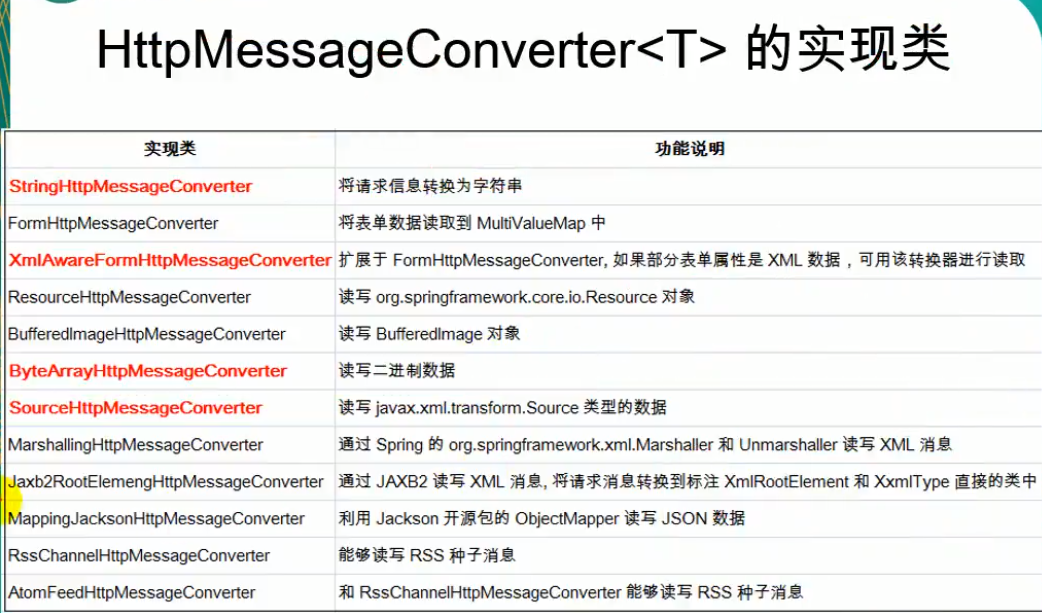 HttpMessageConverter<T> 的实现类
实现类 功能说明
StringHttpMessageConverter 将请求信息转换为字符串
FormHttpMessageConverter 将表单数据读取到 MultiValueMap 中
XmlAwareFormHttpMessageConverter 扩展于 FormHttpMessageConverter, 如果部分表单属性是 XML 数据，可用该转换器进行读取
ResourceHttpMessageConverter 读写 org.springframework.core.io.Resource 对象
BufferedImageHttpMessageConverter 读写 BufferedImage 对象
ByteArrayHttpMessageConverter 读写二进制数据
SourceHttpMessageConverter 读写 javax.xml.transform.Source 类型的数据
MarshallingHttpMessageConverter 通过 Spring 的 org.springframework.xml.Marshaller 和 Unmarshaller 读写 XML 消息
Jaxb2RootElemengHttpMessageConverter 通过 JAXB2 读写 XML 消息, 将请求消息转换到标注 XmlRootElement 和 XxmlType 直接的类中
MappingJacksonHttpMessageConverter 利用 Jackson 开源包的 ObjectMapper 读写 JSON 数据
RssChannelHttpMessageConverter 能够读写 RSS 种子消息
AtomFeedHttpMessageConverter 和 RssChannelHttpMessageConverter 能够读写 RSS 种子消息